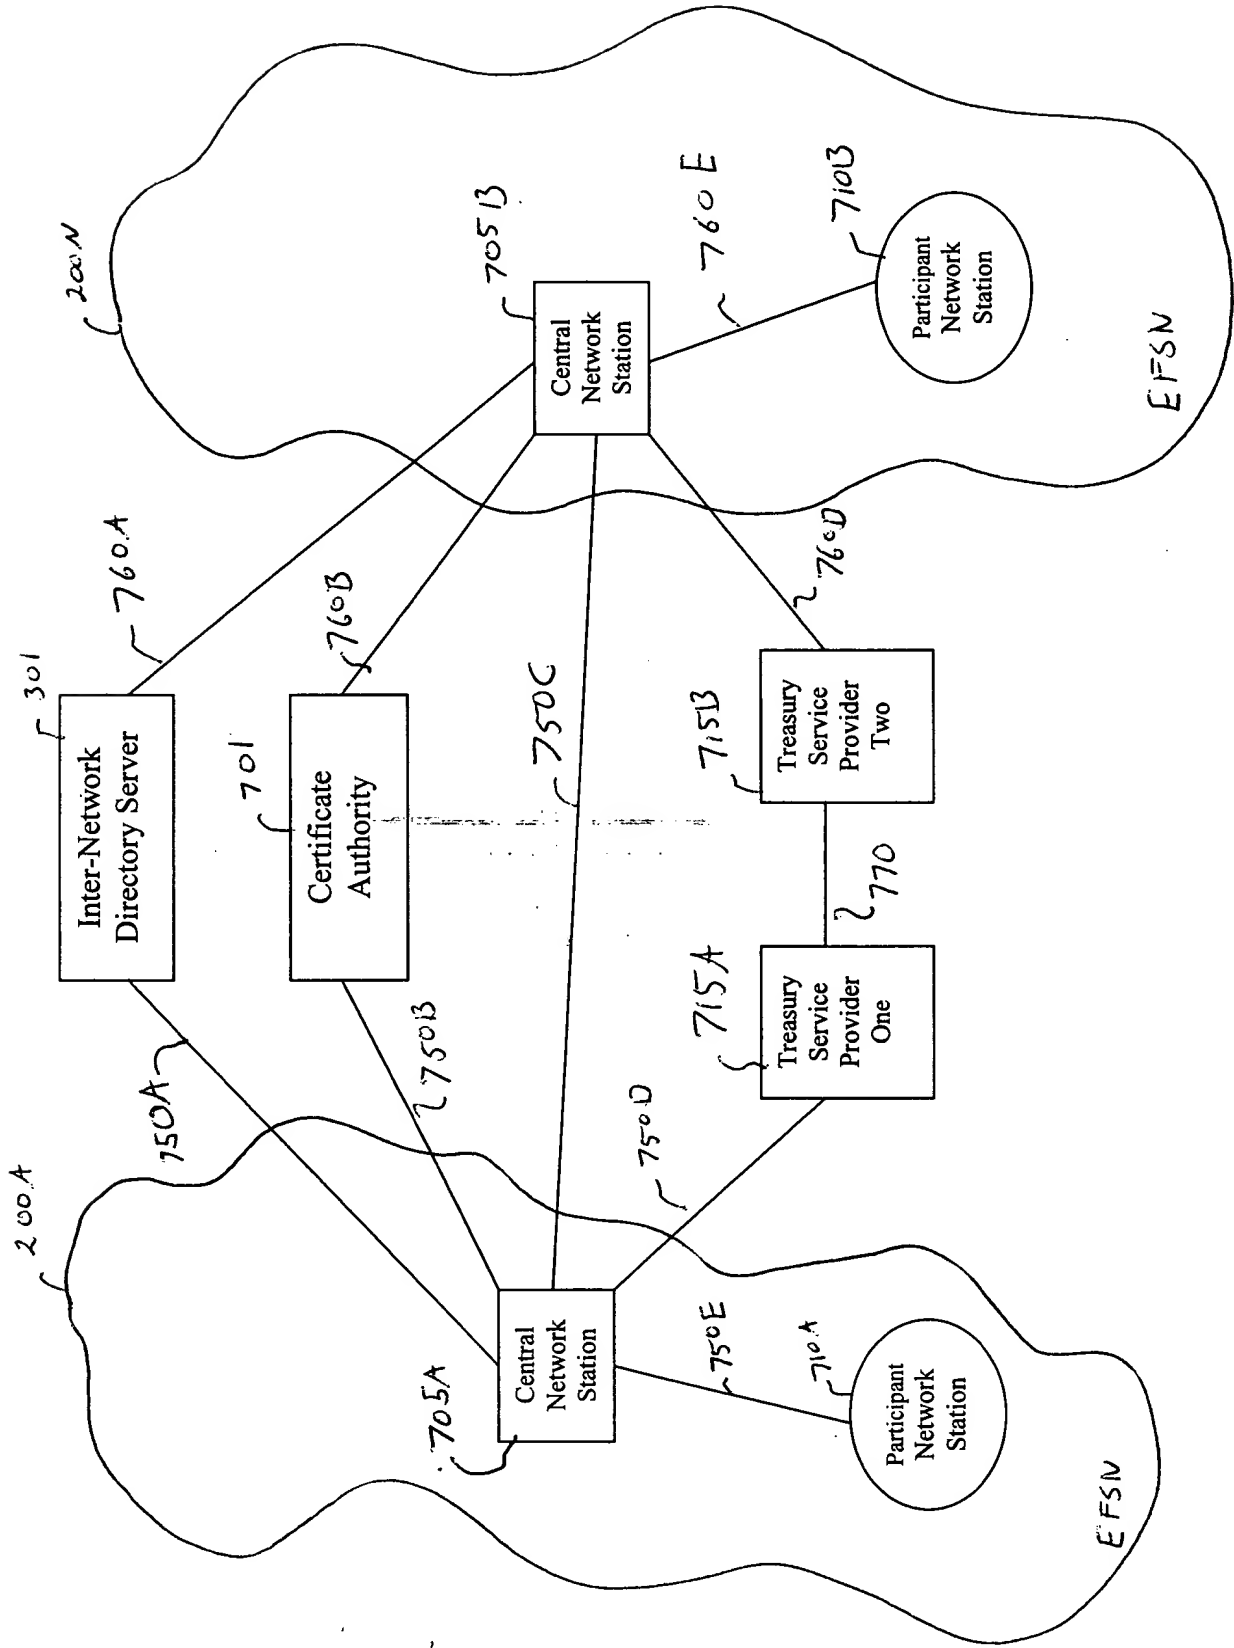 200A
750A
301
Inter-Network
Directory Server
760A
200N
750B
701
Certificate
Authority
760B
705A
Central
Network
Station
750C
705B
Central
Network
Station
750E
710A
Participant
Network
Station
EFSN
750D
715A
Treasury
Service
Provider
One
770
715B
Treasury
Service
Provider
Two
760D
760E
710B
Participant
Network
Station
EFSN